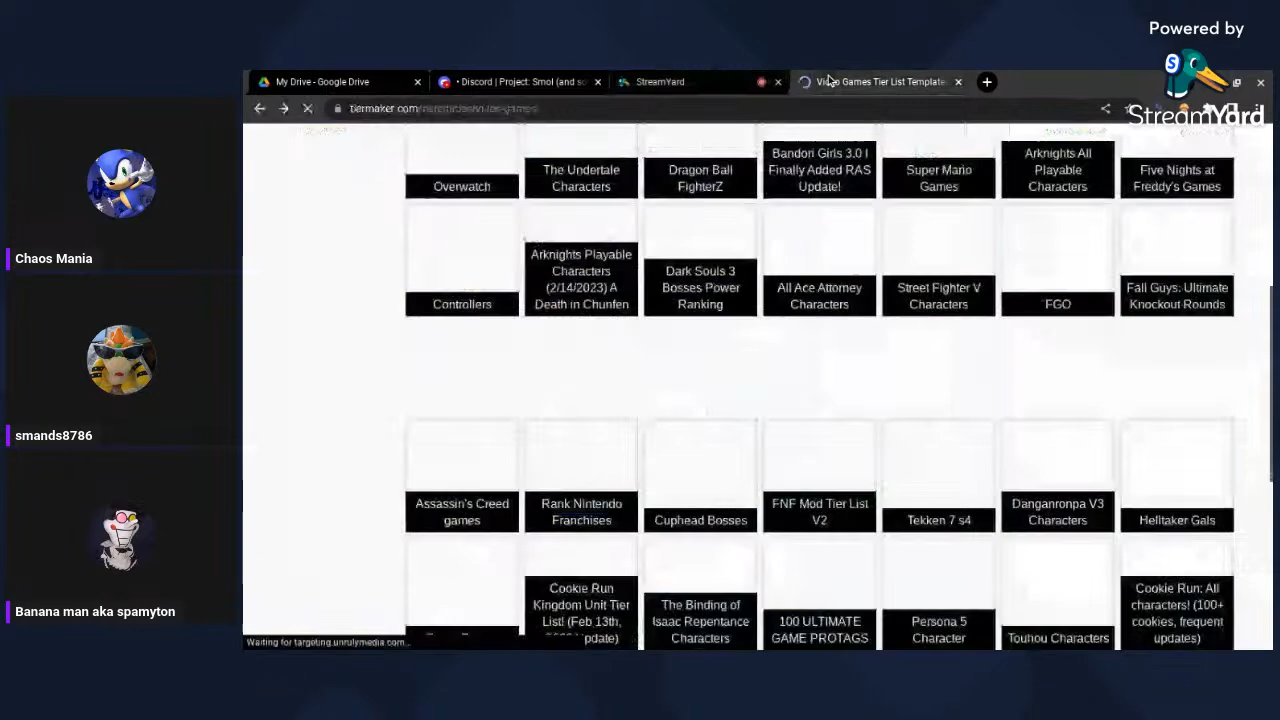 Powered by
StreamYard
My Drive - Google Drive
• Discord | Project: Smol (and sc
StreamYard
Video Games Tier List Template
tiermaker.com
Overwatch
The Undertale
Characters
Dragon Ball
FighterZ
Bandori Girls 3.0 I
Finally Added RAS
Update!
Super Mario
Games
Arknights All
Playable
Characters
Five Nights at
Freddy's Games
Controllers
Arknights Playable
Characters
(2/14/2023) A
Death in Chunfen
Dark Souls 3
Bosses Power
Ranking
All Ace Attorney
Characters
Street Fighter V
Characters
FGO
Fall Guys: Ultimate
Knockout Rounds
Assassin's Creed
games
Rank Nintendo
Franchises
Cuphead Bosses
FNF Mod Tier List
V2
Tekken 7 s4
Danganronpa V3
Characters
Helltaker Gals
Cookie Run
Kingdom Unit Tier
List! (Feb 13th,
pdate)
The Binding of
Isaac Repentance
Characters
100 ULTIMATE
GAME PROTAGS
Persona 5
Character
Touhou Characters
Cookie Run: All
characters! (100+
cookies, frequent
updates)
Waiting for targeting.unrulymedia.com...
Chaos Mania
smands8786
Banana man aka spamyton